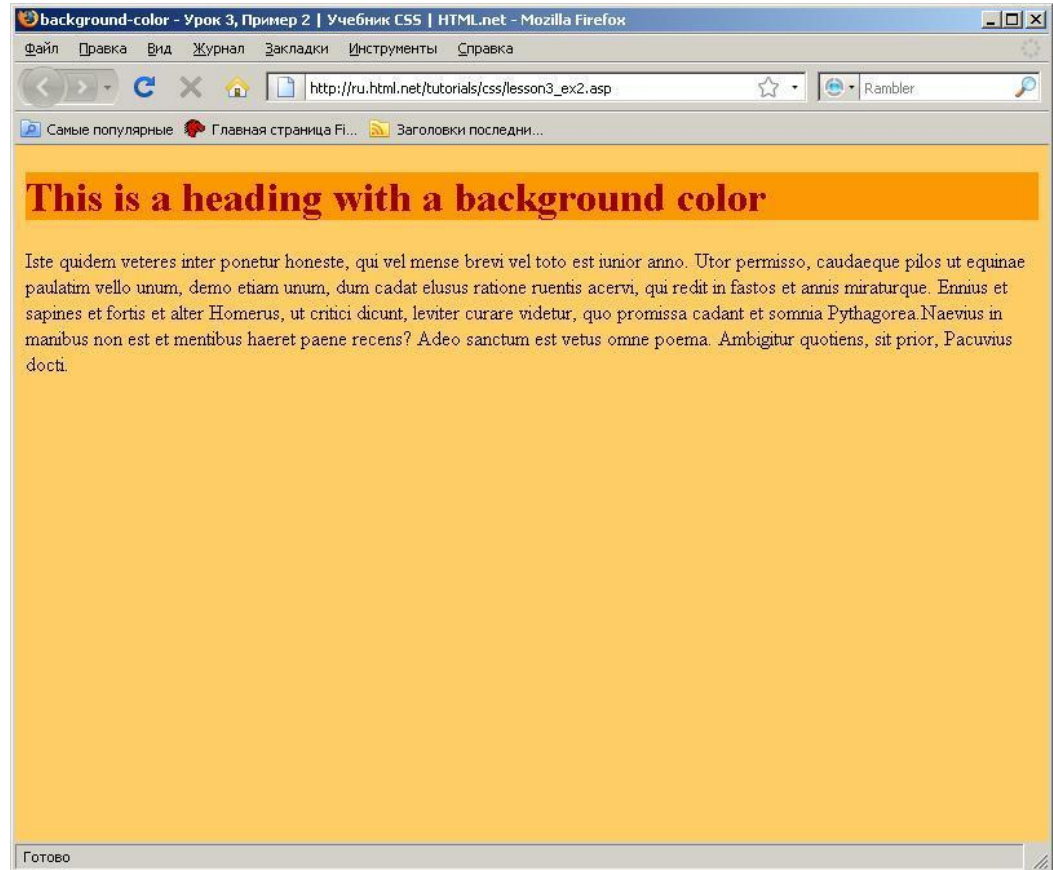 background-color - Урок 3, Пример 2 | Учебник CSS | HTML.net - Mozilla Firefox
Файл Правка Вид Журнал Закладки Инструменты Справка
http://ru.html.net/tutorials/css/lesson3_ex2.asp Rambler
Самые популярные Главная страница Fi... Заголовки последни...
This is a heading with a background color
Iste quidem veteres inter ponetur honeste, qui vel mense brevi vel toto est iunior anno. Utor permisso, caudaeque pilos ut equinae
paulatim vello unum, demo etiam unum, dum cadat elusus ratione ruentis acervi, qui redit in fastos et annis miraturque. Ennius et
sapines et fortis et alter Homerus, ut critici dicunt, leviter curare videtur, quo promissa cadant et somnia Pythagorea.Naevius in
manibus non est et mentibus haeret paene recens? Adeo sanctum est vetus omne poema. Ambigitur quotiens, sit prior, Pacuvius
docti.
Готово